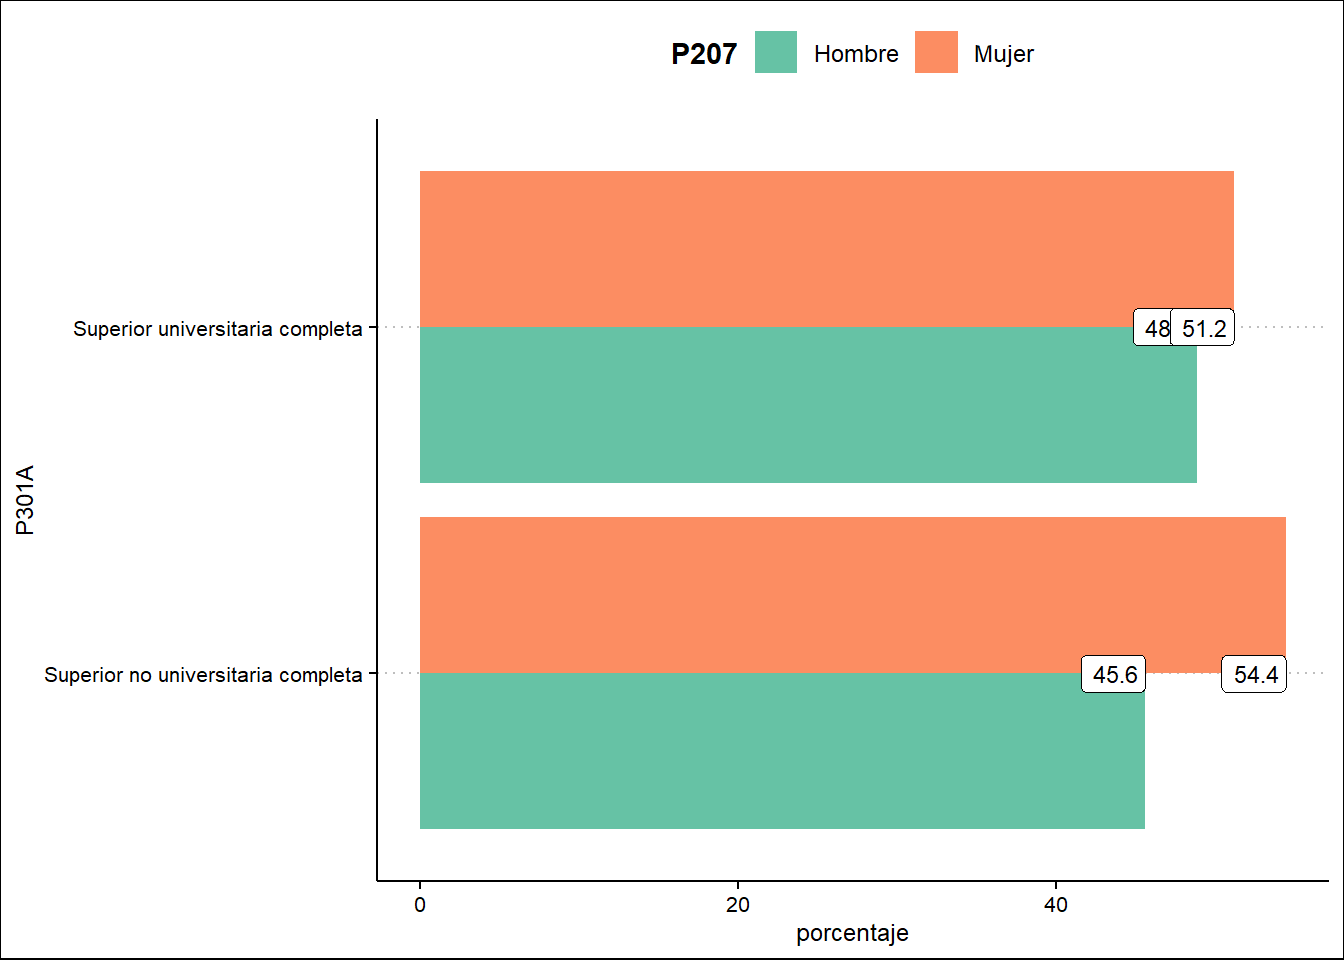 P207 Hombre Mujer
Superior universitaria completa
48 51.2
P301A
Superior no universitaria completa
45.6 54.4
0 20 40
porcentaje